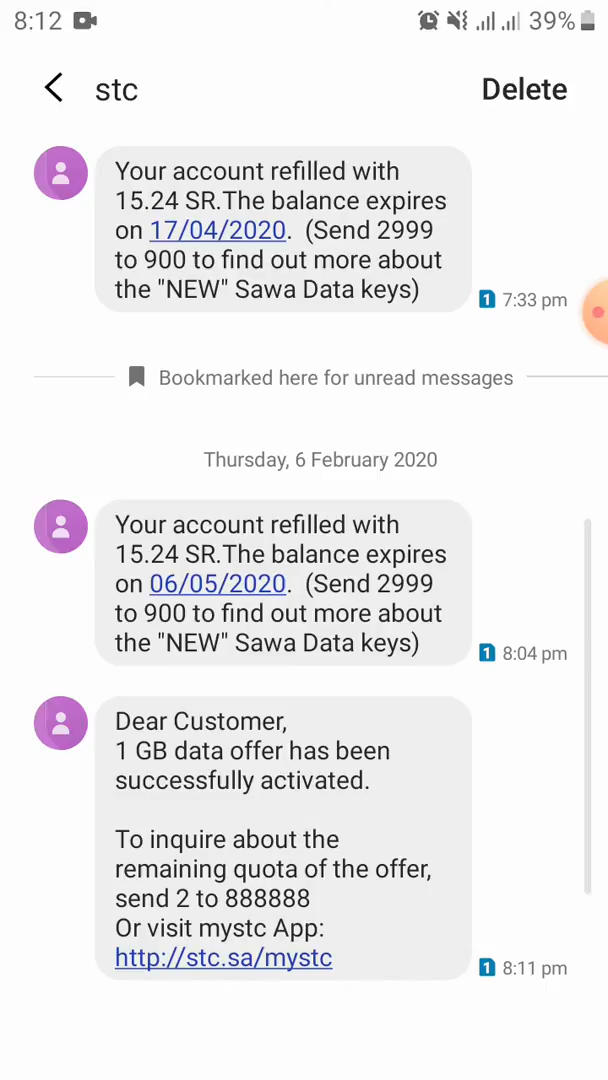 8:12 39%
stc Delete
Your account refilled with
15.24 SR.The balance expires
on 17/04/2020.  (Send 2999
to 900 to find out more about
the "NEW" Sawa Data keys)
1 7:33 pm
Bookmarked here for unread messages
Thursday, 6 February 2020
Your account refilled with
15.24 SR.The balance expires
on 06/05/2020.  (Send 2999
to 900 to find out more about
the "NEW" Sawa Data keys)
1 8:04 pm
Dear Customer,
1 GB data offer has been
successfully activated.
To inquire about the
remaining quota of the offer,
send 2 to 888888
Or visit mystc App:
http://stc.sa/mystc
1 8:11 pm